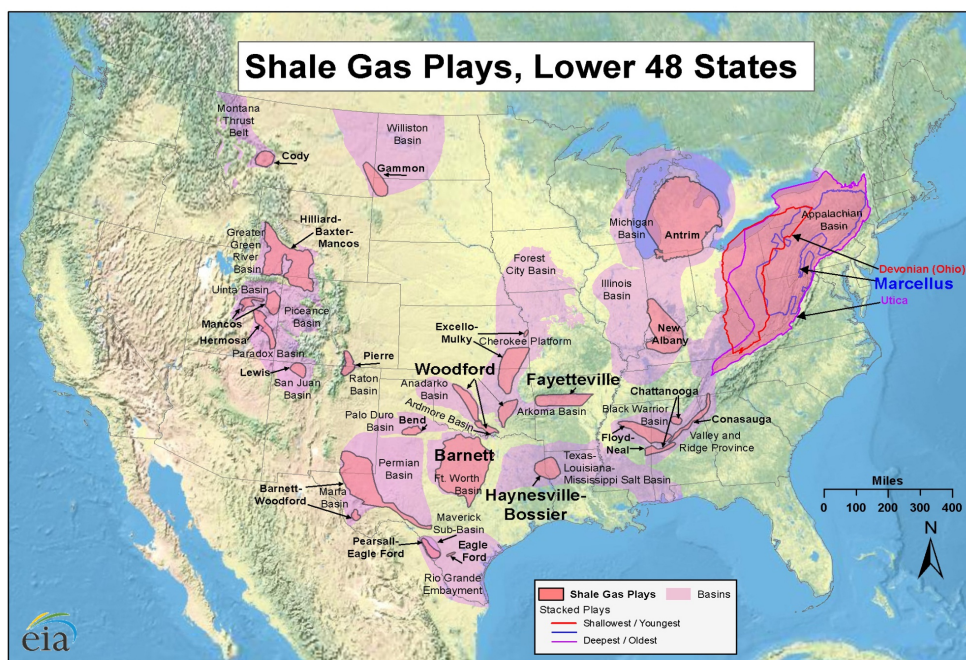 Shale Gas Plays, Lower 48 States
Montana
Thrust
Belt
Cody
Williston
Basin
Gammon
Hilliard-
Baxter-
Mancos
Greater
Green
River
Basin
Uinta Basin
Mancos
Piceance
Basin
Hermosa
Paradox Basin
Lewis
San Juan
Basin
Pierre
Raton
Basin
Michigan
Basin
Antrim
Forest
City Basin
Illinois
Basin
New
Albany
Appalachian
Basin
Devonian (Ohio)
Marcellus
Utica
Excello-
Mulky
Cherokee Platform
Woodford
Anadarko
Basin
Ardmore Basin
Arkoma Basin
Fayetteville
Palo Duro
Basin
Bend
Chattanooga
Black Warrior
Basin
Conasauga
Floyd-
Neal
Valley and
Ridge Province
Barnett
Ft. Worth
Basin
Permian
Basin
Barnett-
Woodford
Marfa
Basin
Haynesville-
Bossier
Texas-
Louisiana-
Mississippi Salt Basin
Maverick
Sub-Basin
Pearsall-
Eagle Ford
Eagle
Ford
Rio Grande
Embayment
Miles
0 100 200 300 400
N
Shale Gas Plays
Basins
Stacked Plays
Shallowest / Youngest
Deepest / Oldest
eia